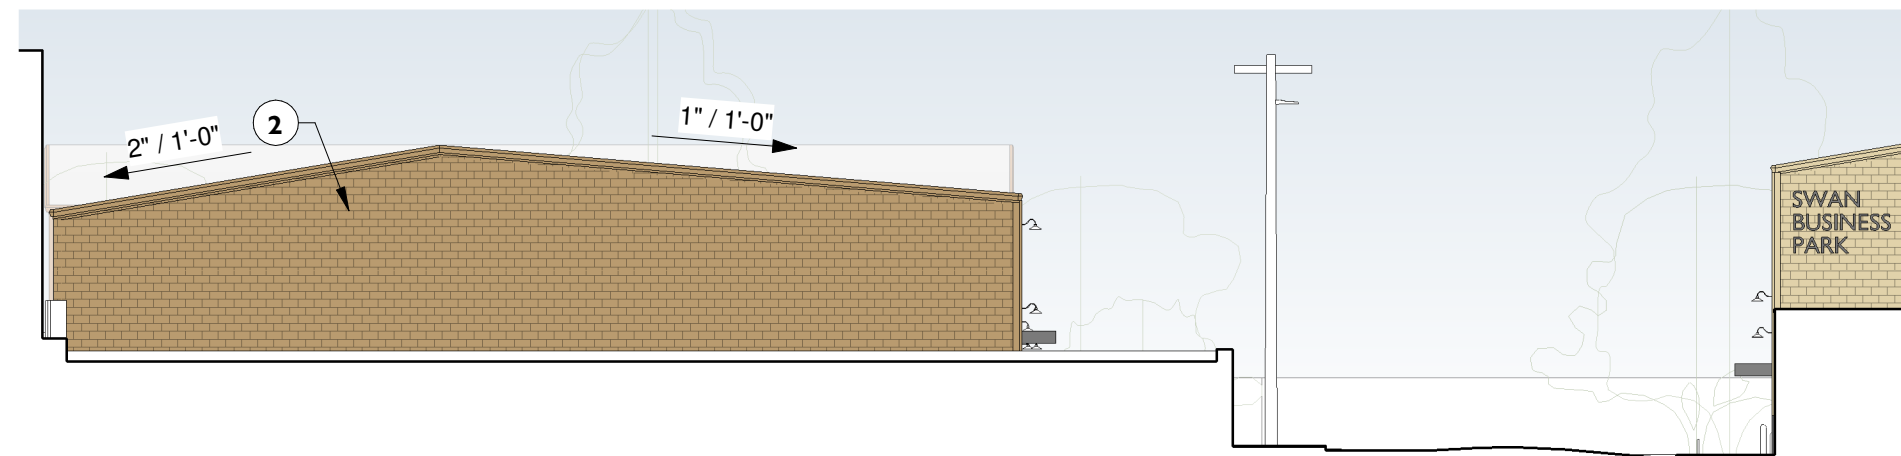 2" / 1'-0"
2
1" / 1'-0"
SWAN
BUSINESS
PARK